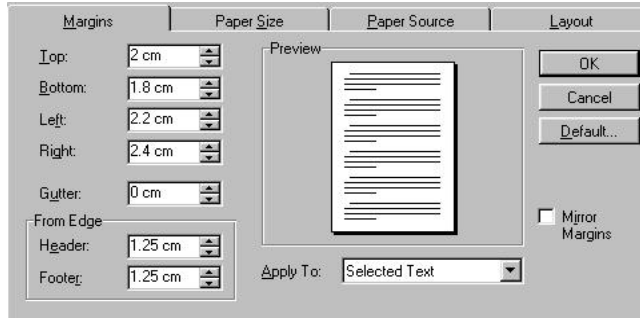 Margins Paper Size Paper Source Layout
Top: 2 cm
Bottom: 1.8 cm
Left: 2.2 cm
Right: 2.4 cm
Gutter: 0 cm
From Edge
Header: 1.25 cm
Footer: 1.25 cm
Preview
Apply To: Selected Text
OK
Cancel
Default...
Mirror
Margins